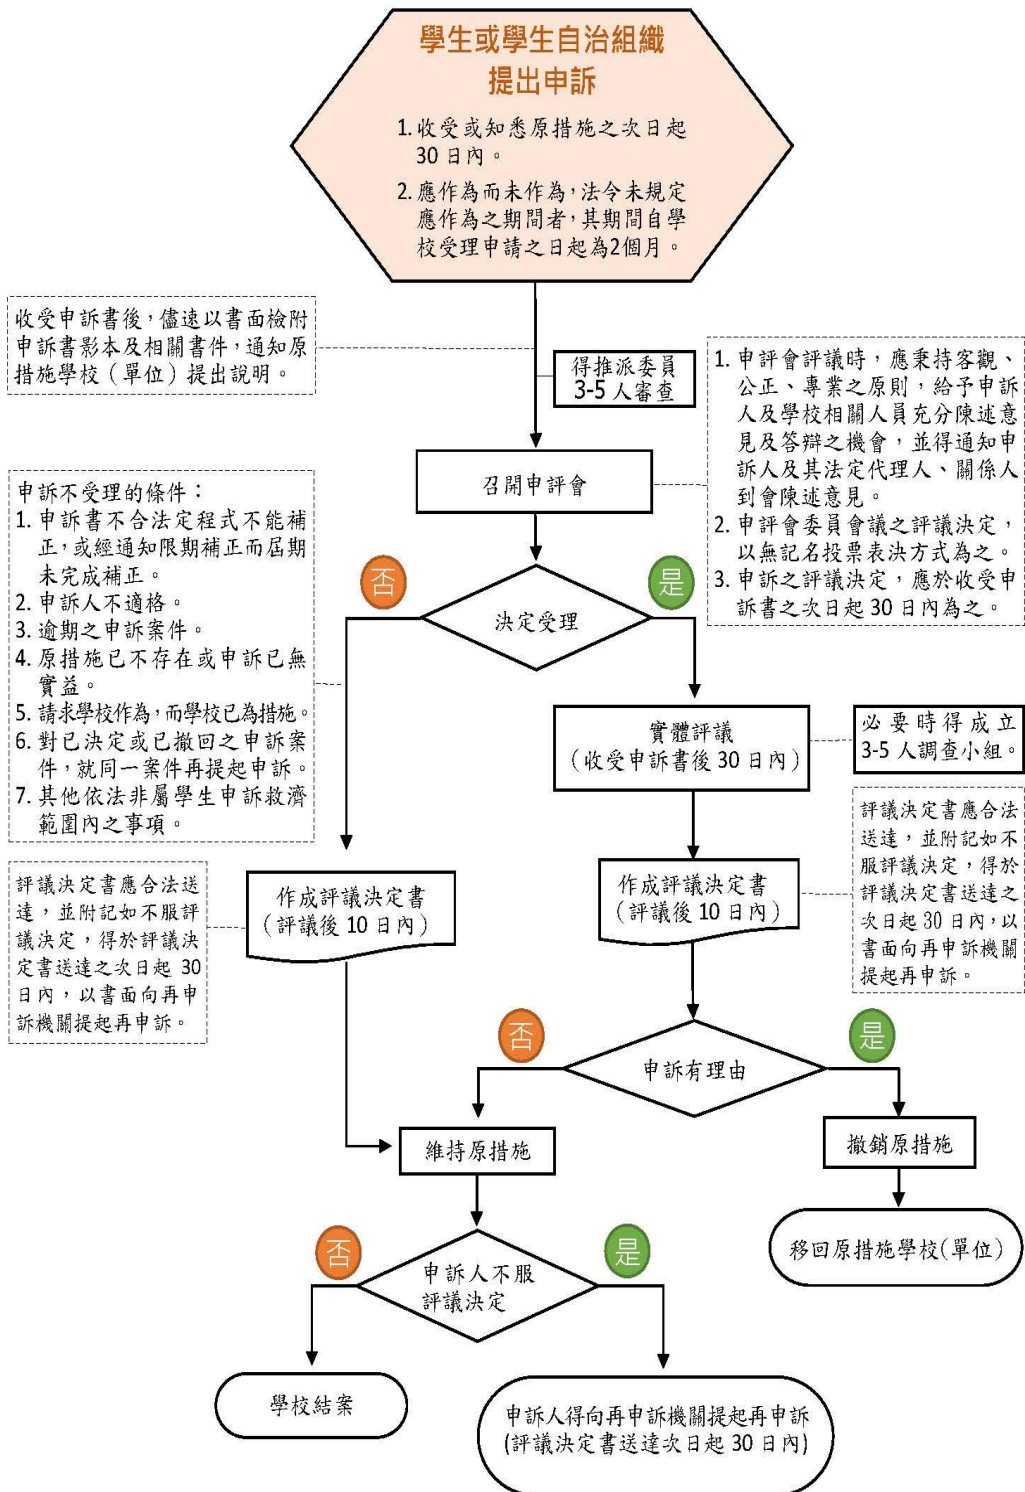 學生或學生自治組織
提出申訴
1. 收受或知悉原措施之次日起
30 日內。
2. 應作為而未作為，法令未規定
應作為之期間者，其期間自學
校受理申請之日起為2個月。
收受申訴書後，儘速以書面檢附
申訴書影本及相關書件，通知原
措施學校（單位）提出說明。
得推派委員
3-5 人審查
1. 申評會評議時，應秉持客觀、
公正、專業之原則，給予申訴
人及學校相關人員充分陳述意
見及答辯之機會，並得通知申
訴人及其法定代理人、關係人
到會陳述意見。
2. 申評會委員會議之評議決定，
以無記名投票表決方式為之。
3. 申訴之評議決定，應於收受申
訴書之次日起 30 日內為之。
召開申評會
申訴不受理的條件：
1. 申訴書不合法定程式不能補
正，或經通知限期補正而屆期
未完成補正。
2. 申訴人不適格。
3. 逾期之申訴案件。
4. 原措施已不存在或申訴已無
實益。
5. 請求學校作為，而學校已為措施。
6. 對已決定或已撤回之申訴案
件，就同一案件再提起申訴。
7. 其他依法非屬學生申訴救濟
範圍內之事項。
否
是
決定受理
實體評議
（收受申訴書後 30 日內）
必要時得成立
3-5 人調查小組。
評議決定書應合法送
達，並附記如不服評
議決定，得於評議決
定書送達之次日起 30
日內，以書面向再申
訴機關提起再申訴。
作成評議決定書
（評議後 10 日內）
作成評議決定書
（評議後 10 日內）
評議決定書應合法
送達，並附記如不
服評議決定，得於
評議決定書送達之
次日起 30 日內，以
書面向再申訴機關
提起再申訴。
否
是
申訴有理由
維持原措施
撤銷原措施
移回原措施學校(單位)
否
是
申訴人不服
評議決定
學校結案
申訴人得向再申訴機關提起再申訴
(評議決定書送達次日起 30 日內)